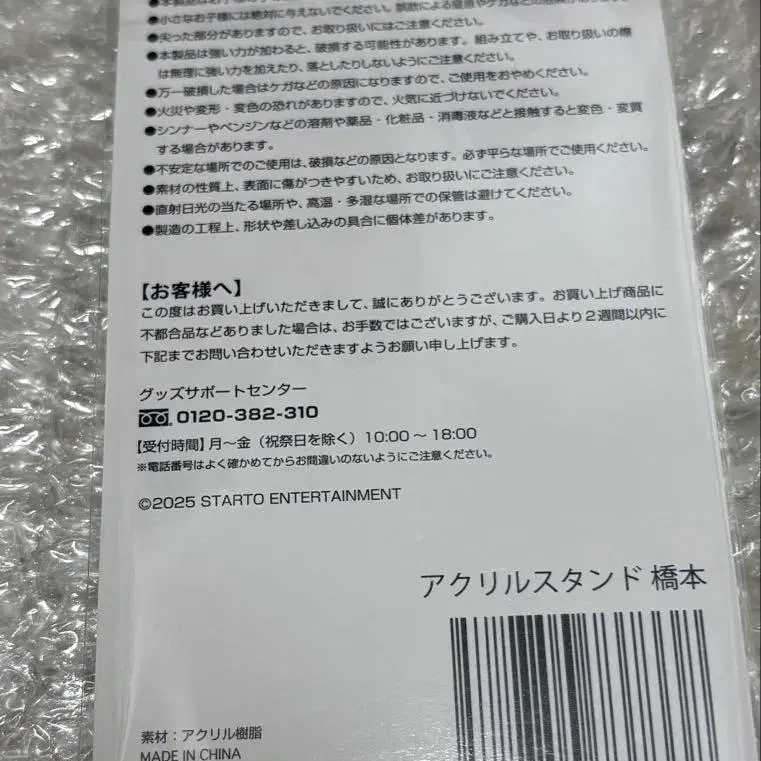 ●小さなお子様には絶対に与えないでください。誤飲による窒息やケガなどの
●尖った部分がありますので、お取り扱いにはご注意ください。
●本製品は強い力が加わると、破損する可能性があります。組み立てや、お取り扱いの際
は無理に強い力を加えたり、落としたりしないようにご注意ください。
●万一破損した場合はケガなどの原因になりますので、ご使用をおやめください。
●火災や変形・変色の恐れがありますので、火気に近づけないでください。
●シンナーやベンジンなどの溶剤や薬品・化粧品・消毒液などと接触すると変色・変質
する場合があります。
●不安定な場所でのご使用は、破損などの原因となります。必ず平らな場所でご使用ください。
●素材の性質上、表面に傷がつきやすいため、お取り扱いにご注意ください。
●直射日光の当たる場所や、高温・多湿な場所での保管は避けてください。
●製造の工程上、形状や差し込みの具合に個体差があります。
【お客様へ】
この度はお買い上げいただきまして、誠にありがとうございます。お買い上げ商品に
不都合品などありました場合は、お手数ではございますが、ご購入日より2週間以内に
下記までお問い合わせいただきますようお願い申し上げます。
グッズサポートセンター
0120-382-310
【受付時間】月～金（祝祭日を除く）10:00～18:00
※電話番号はよく確かめてからお間違いのないようにご注意ください。
©2025 STARTO ENTERTAINMENT
アクリルスタンド 橋本
素材：アクリル樹脂
MADE IN CHINA